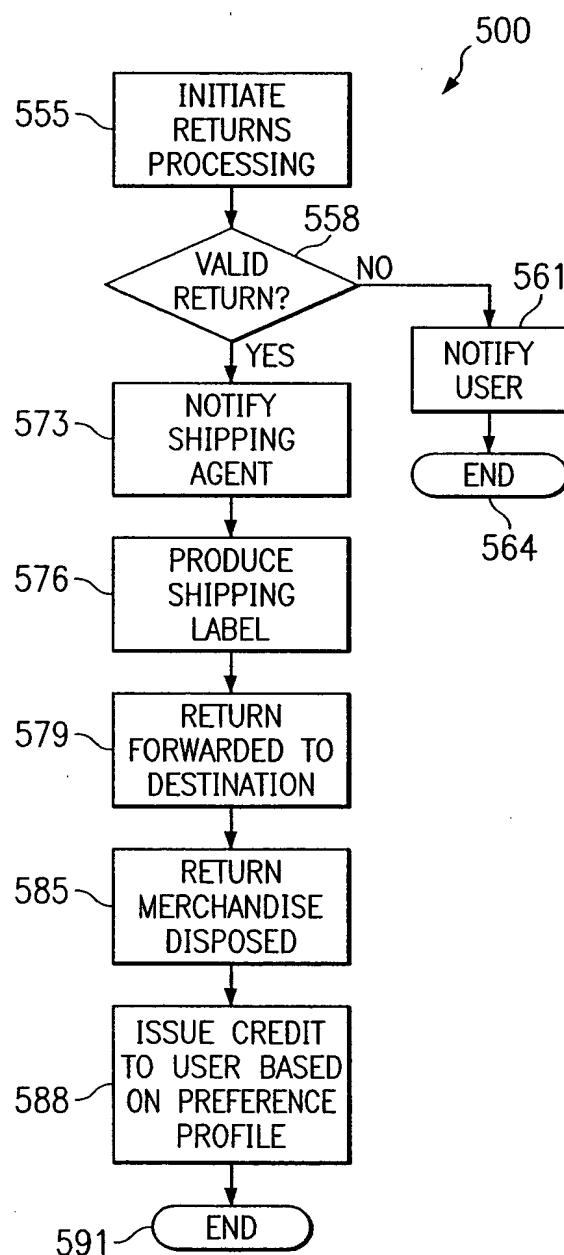 500
555
INITIATE
RETURNS
PROCESSING
558
VALID
RETURN?
NO
YES
561
NOTIFY
USER
END
564
573
NOTIFY
SHIPPING
AGENT
576
PRODUCE
SHIPPING
LABEL
579
RETURN
FORWARDED TO
DESTINATION
585
RETURN
MERCHANDISE
DISPOSED
588
ISSUE CREDIT
TO USER BASED
ON PREFERENCE
PROFILE
591
END